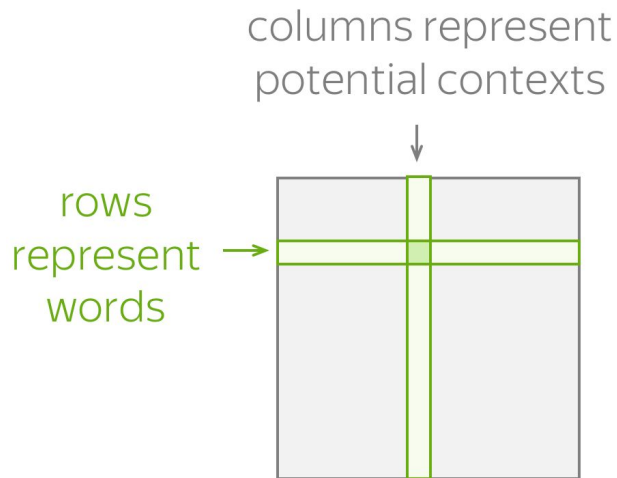 columns represent
potential contexts
rows
represent
words